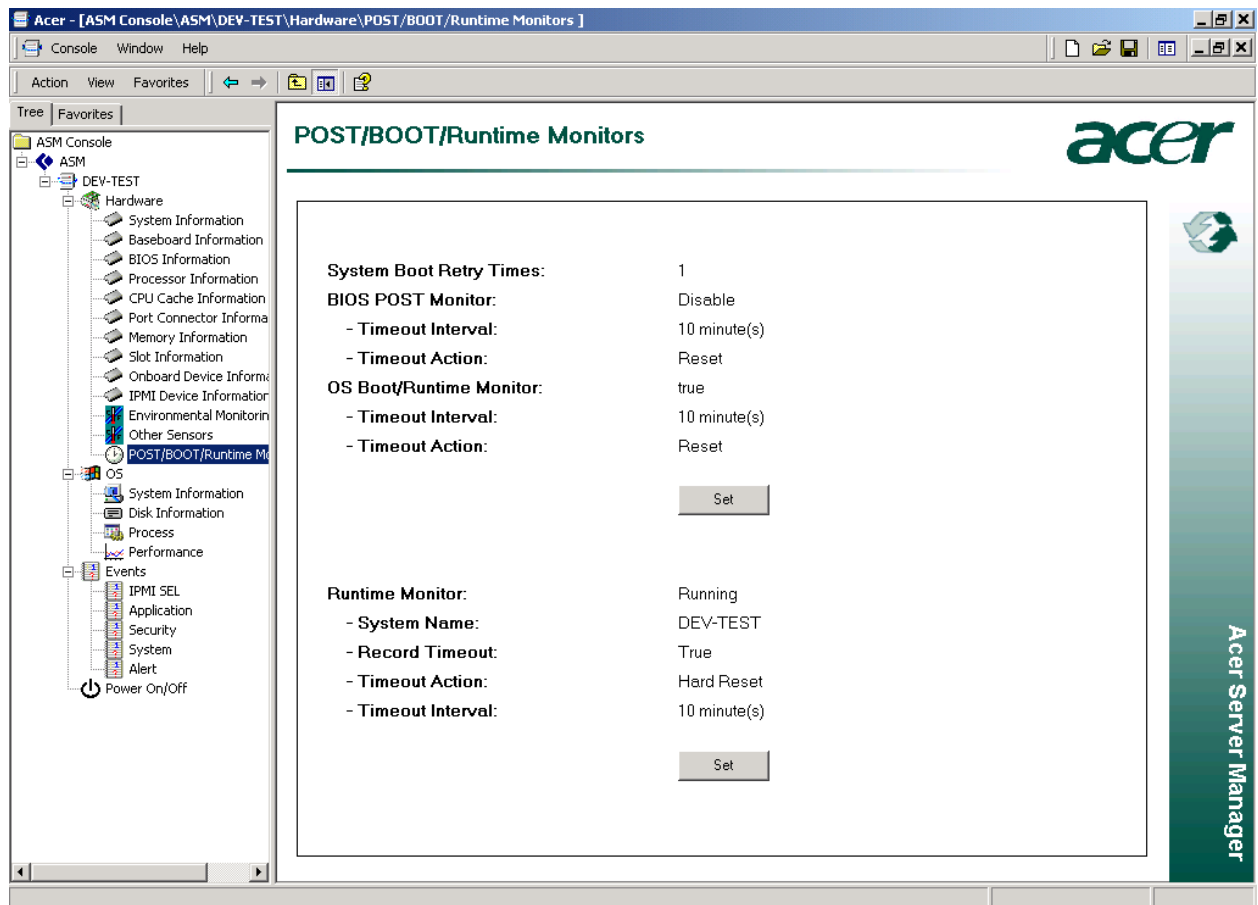 Acer - [ASM Console\ASM\DEV-TEST\Hardware\POST/BOOT/Runtime Monitors ]
Console Window Help
Action View Favorites
Tree Favorites
ASM Console
ASM
DEV-TEST
Hardware
System Information
Baseboard Information
BIOS Information
Processor Information
CPU Cache Information
Port Connector Informa
Memory Information
Slot Information
Onboard Device Informa
IPMI Device Information
Environmental Monitorin
Other Sensors
POST/BOOT/Runtime Mo
OS
System Information
Disk Information
Process
Performance
Events
IPMI SEL
Application
Security
System
Alert
Power On/Off
POST/BOOT/Runtime Monitors
acer
System Boot Retry Times: 1
BIOS POST Monitor: Disable
- Timeout Interval: 10 minute(s)
- Timeout Action: Reset
OS Boot/Runtime Monitor: true
- Timeout Interval: 10 minute(s)
- Timeout Action: Reset
Set
Runtime Monitor: Running
- System Name: DEV-TEST
- Record Timeout: True
- Timeout Action: Hard Reset
- Timeout Interval: 10 minute(s)
Set
Acer Server Manager